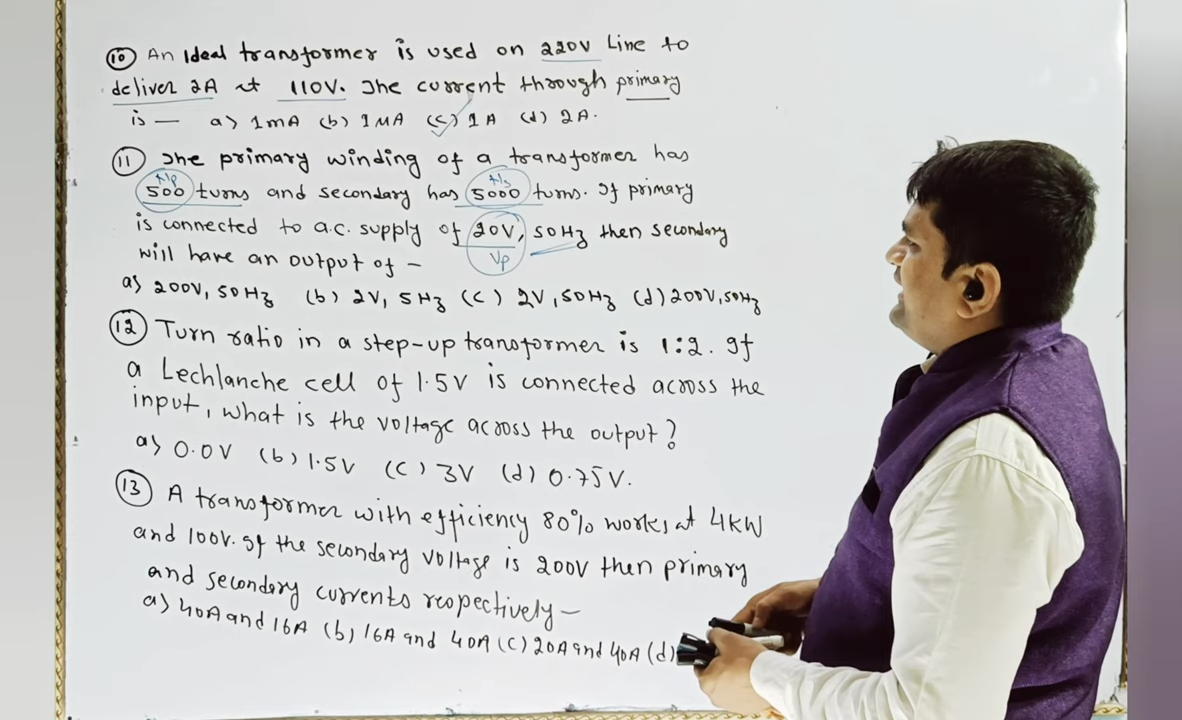 (10) An Ideal transformer is used on 220V Line to
deliver 2A at 110V. The current through primary
is — a) 1mA (b) 1MA (c) 1A (d) 2A.
(11) The primary winding of a transformer has
Np Ns
500 turns and secondary has 5000 turns. If primary
is connected to a.c. supply of 20V, 50Hz then secondary
Vp
will have an output of —
a) 200V, 50Hz (b) 2V, 5Hz (c) 2V, 50Hz (d) 200V, 50Hz
(12) Turn ratio in a step-up transformer is 1:2. If
a Lechlanche cell of 1.5V is connected across the
input, what is the voltage across the output?
a) 0.0V (b) 1.5V (c) 3V (d) 0.75V.
(13) A transformer with efficiency 80% works at 4KW
and 100V. If the secondary voltage is 200V then primary
and secondary currents respectively —
a) 40A and 16A (b) 16A and 40A (c) 20A and 40A (d)